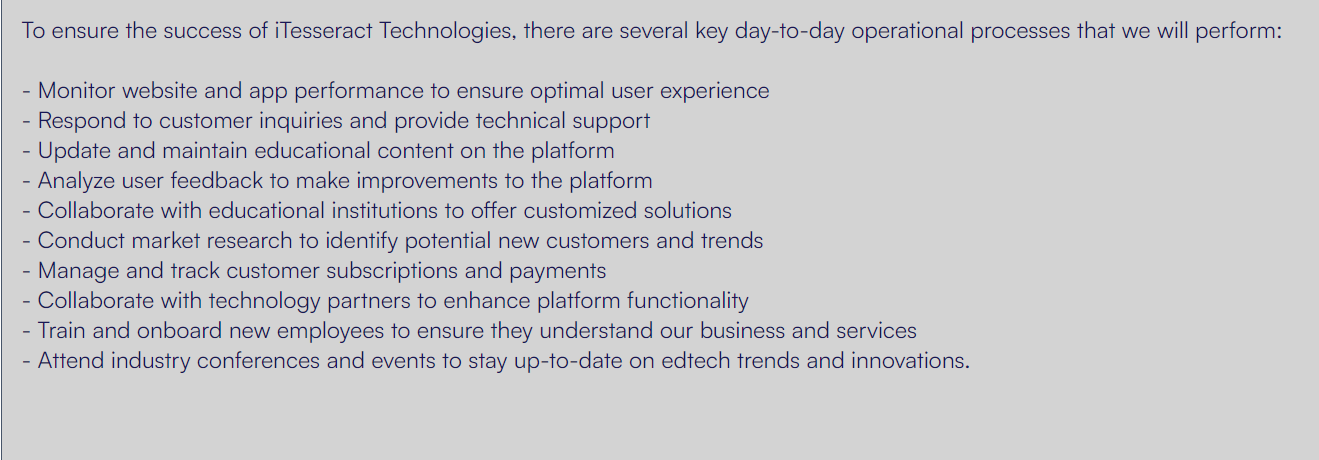 To ensure the success of iTesseract Technologies, there are several key day-to-day operational processes that we will perform:
- Monitor website and app performance to ensure optimal user experience
- Respond to customer inquiries and provide technical support
- Update and maintain educational content on the platform
- Analyze user feedback to make improvements to the platform
- Collaborate with educational institutions to offer customized solutions
- Conduct market research to identify potential new customers and trends
- Manage and track customer subscriptions and payments
- Collaborate with technology partners to enhance platform functionality
- Train and onboard new employees to ensure they understand our business and services
- Attend industry conferences and events to stay up-to-date on edtech trends and innovations.